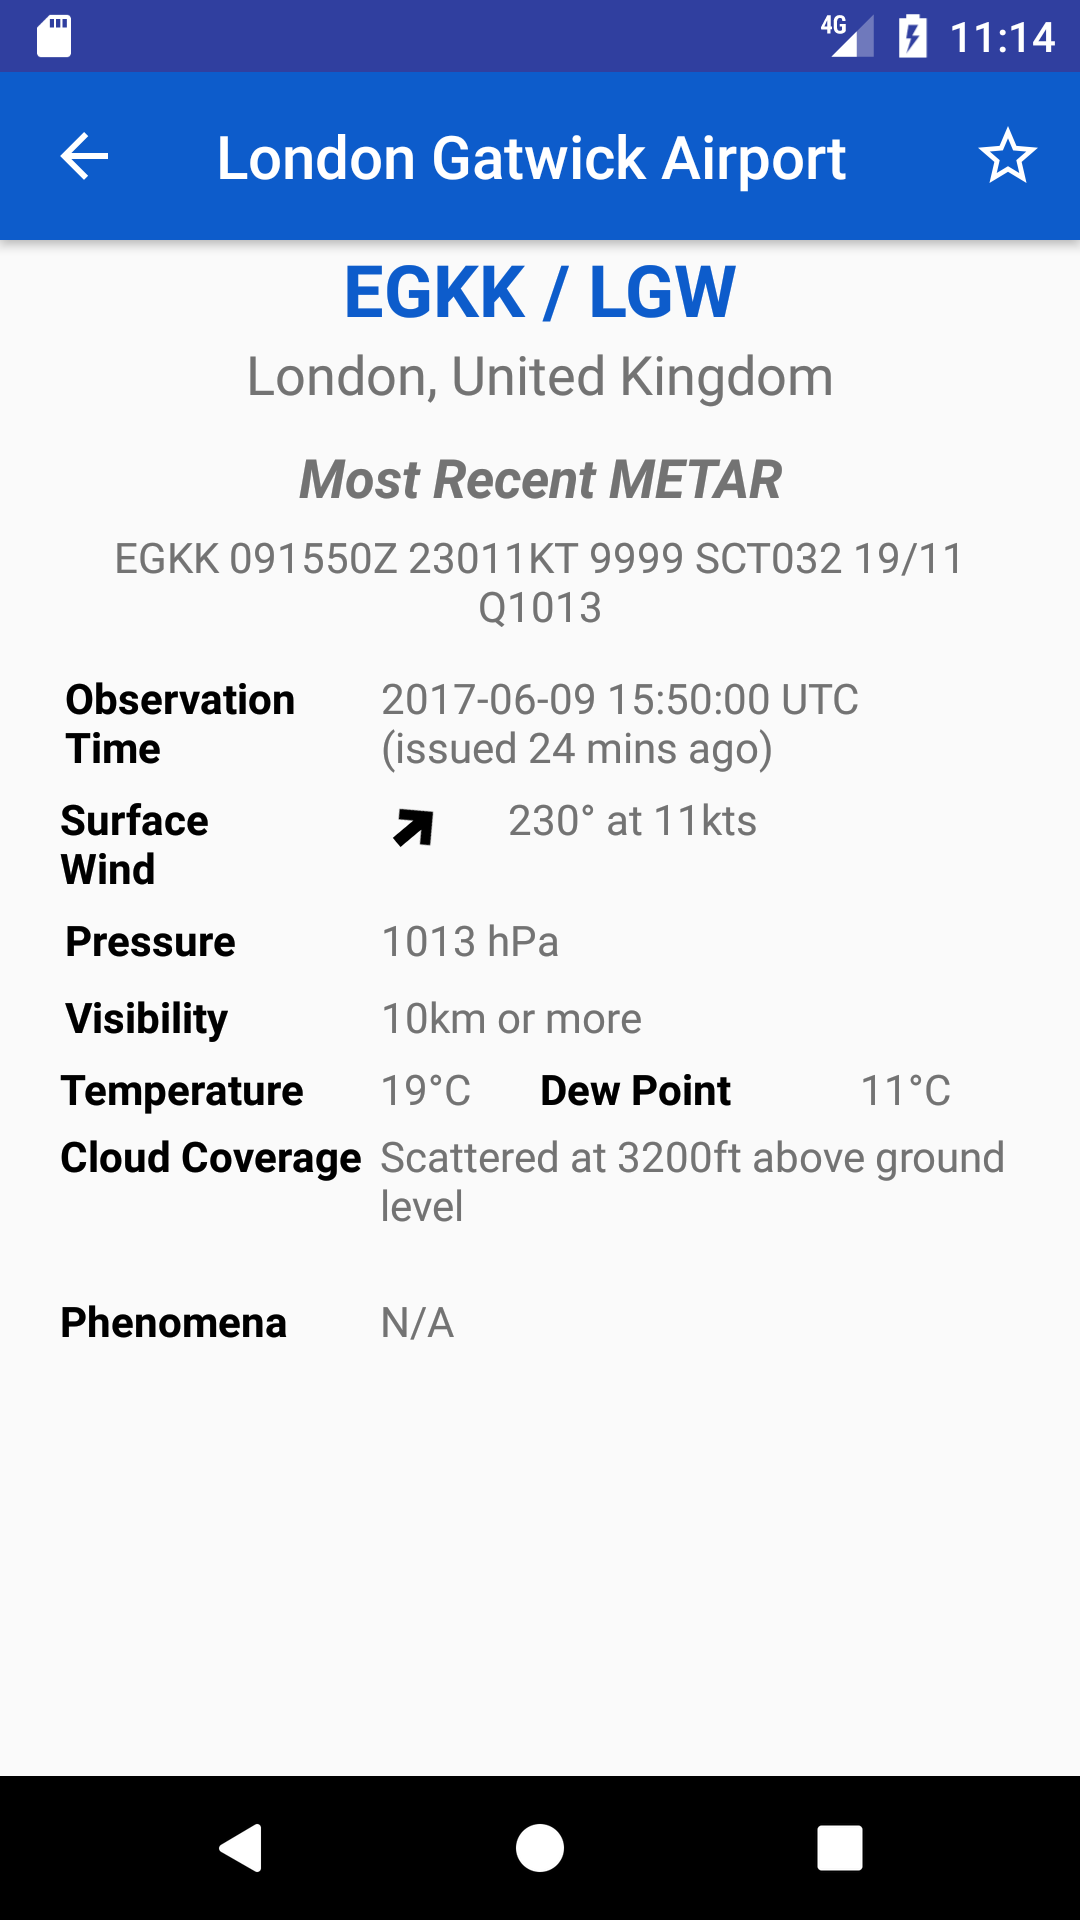 4G 11:14
London Gatwick Airport
EGKK / LGW
London, United Kingdom
Most Recent METAR
EGKK 091550Z 23011KT 9999 SCT032 19/11
Q1013
Observation Time 2017-06-09 15:50:00 UTC
(issued 24 mins ago)
Surface Wind 230° at 11kts
Pressure 1013 hPa
Visibility 10km or more
Temperature 19°C Dew Point 11°C
Cloud Coverage Scattered at 3200ft above ground
level
Phenomena N/A